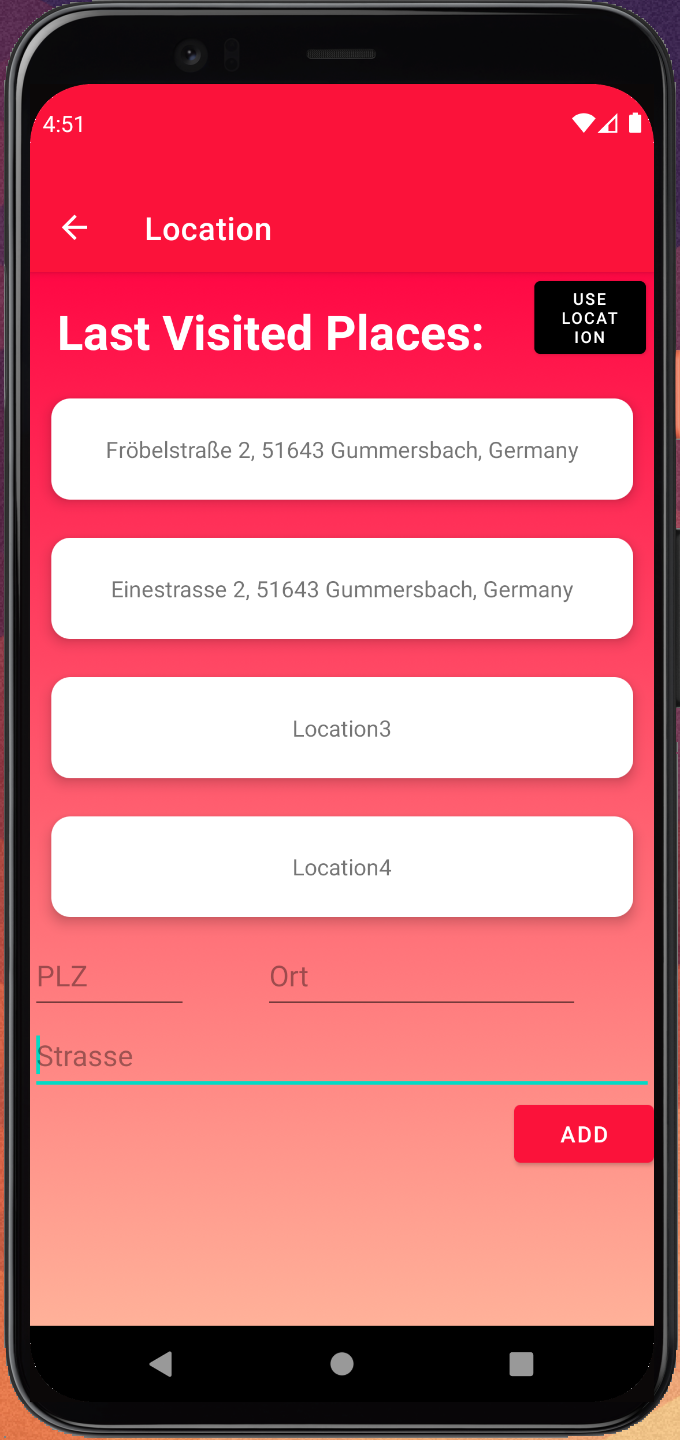 4:51
Location
USE
LOCAT
ION
Last Visited Places:
Fröbelstraße 2, 51643 Gummersbach, Germany
Einestrasse 2, 51643 Gummersbach, Germany
Location3
Location4
PLZ
Ort
Strasse
ADD